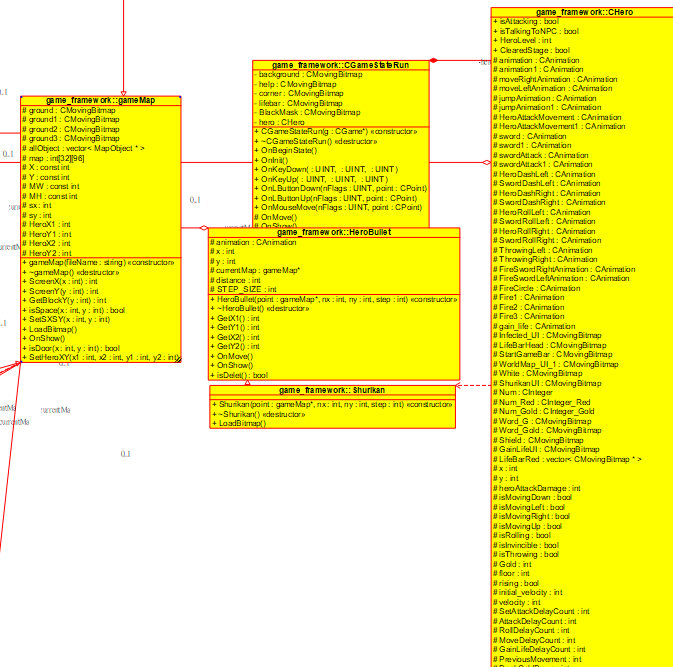 game_framework::CHero
+ isAttacking : bool
+ isTalkingToNPC : bool
+ HeroLevel : int
+ ClearedStage : bool
# animation : CAnimation
# animation1 : CAnimation
# moveRightAnimation : CAnimation
# moveLeftAnimation : CAnimation
# jumpAnimation : CAnimation
# jumpAnimation1 : CAnimation
# HeroAttackMovement : CAnimation
# HeroAttackMovement1 : CAnimation
# sword : CAnimation
# sword1 : CAnimation
# swordAttack : CAnimation
# swordAttack1 : CAnimation
# HeroDashLeft : CAnimation
# SwordDashLeft : CAnimation
# HeroDashRight : CAnimation
# SwordDashRight : CAnimation
# HeroRollLeft : CAnimation
# SwordRollLeft : CAnimation
# HeroRollRight : CAnimation
# SwordRollRight : CAnimation
# ThrowingLeft : CAnimation
# ThrowingRight : CAnimation
# FireSwordRightAnimation : CAnimation
# FireSwordLeftAnimation : CAnimation
# FireCircle : CAnimation
# Fire1 : CAnimation
# Fire2 : CAnimation
# Fire3 : CAnimation
# gain_life : CAnimation
# Infected_UI : CMovingBitmap
# LifeBarHead : CMovingBitmap
# StartGameBar : CMovingBitmap
# WorldMap_UI_1 : CMovingBitmap
# White : CMovingBitmap
# ShurikanUI : CMovingBitmap
# Num : CInteger
# Num_Red : CInteger_Red
# Num_Gold : CInteger_Gold
# Word_G : CMovingBitmap
# Word_Gold : CMovingBitmap
# Shield : CMovingBitmap
# GainLifeUI : CMovingBitmap
# LifeBarRed : vector< CMovingBitmap * >
# x : int
# y : int
# heroAttackDamage : int
# isMovingDown : bool
# isMovingLeft : bool
# isMovingRight : bool
# isMovingUp : bool
# isRolling : bool
# isInvincible : bool
# isThrowing : bool
# Gold : int
# floor : int
# rising : bool
# initial_velocity : int
# velocity : int
# SetAttackDelayCount : int
# AttackDelayCount : int
# RollDelayCount : int
# MoveDelayCount : int
# GainLifeDelayCount : int
# PreviousMovement : int
game_framework::CGameStateRun
- background : CMovingBitmap
- help : CMovingBitmap
- corner : CMovingBitmap
- lifebar : CMovingBitmap
- BlackMask : CMovingBitmap
- hero : CHero
+ CGameStateRun(g : CGame*) «constructor»
+ ~CGameStateRun() «destructor»
+ OnBeginState()
+ OnInit()
+ OnKeyDown( : UINT, : UINT, : UINT)
+ OnKeyUp( : UINT, : UINT, : UINT)
+ OnLButtonDown(nFlags : UINT, point : CPoint)
+ OnLButtonUp(nFlags : UINT, point : CPoint)
+ OnMouseMove(nFlags : UINT, point : CPoint)
# OnMove()
# OnShow()
game_framework::gameMap
# ground : CMovingBitmap
# ground1 : CMovingBitmap
# ground2 : CMovingBitmap
# ground3 : CMovingBitmap
# allObject : vector< MapObject * >
# map : int[32][96]
# X : const int
# Y : const int
# MW : const int
# MH : const int
# sx : int
# sy : int
# HeroX1 : int
# HeroY1 : int
# HeroX2 : int
# HeroY2 : int
+ gameMap(fileName : string) «constructor»
+ ~gameMap() «destructor»
+ ScreenX(x : int) : int
+ ScreenY(y : int) : int
+ GetBlockY(y : int) : int
+ isSpace(x : int, y : int) : bool
+ SetSXSY(x : int, y : int)
+ LoadBitmap()
+ OnShow()
+ isDoor(x : int, y : int) : bool
+ SetHeroXY(x1 : int, x2 : int, y1 : int, y2 : int)
game_framework::HeroBullet
# animation : CAnimation
# x : int
# y : int
# currentMap : gameMap*
# distance : int
# STEP_SIZE : int
+ HeroBullet(point : gameMap*, nx : int, ny : int, step : int) «constructor»
+ ~HeroBullet() «destructor»
+ GetX1() : int
+ GetY1() : int
+ GetX2() : int
+ GetY2() : int
+ OnMove()
+ OnShow()
+ isDelet() : bool
game_framework::Shurikan
+ Shurikan(point : gameMap*, nx : int, ny : int, step : int) «constructor»
+ ~Shurikan() «destructor»
+ LoadBitmap()
0..1
0..1
0..1
currentMa
0..1